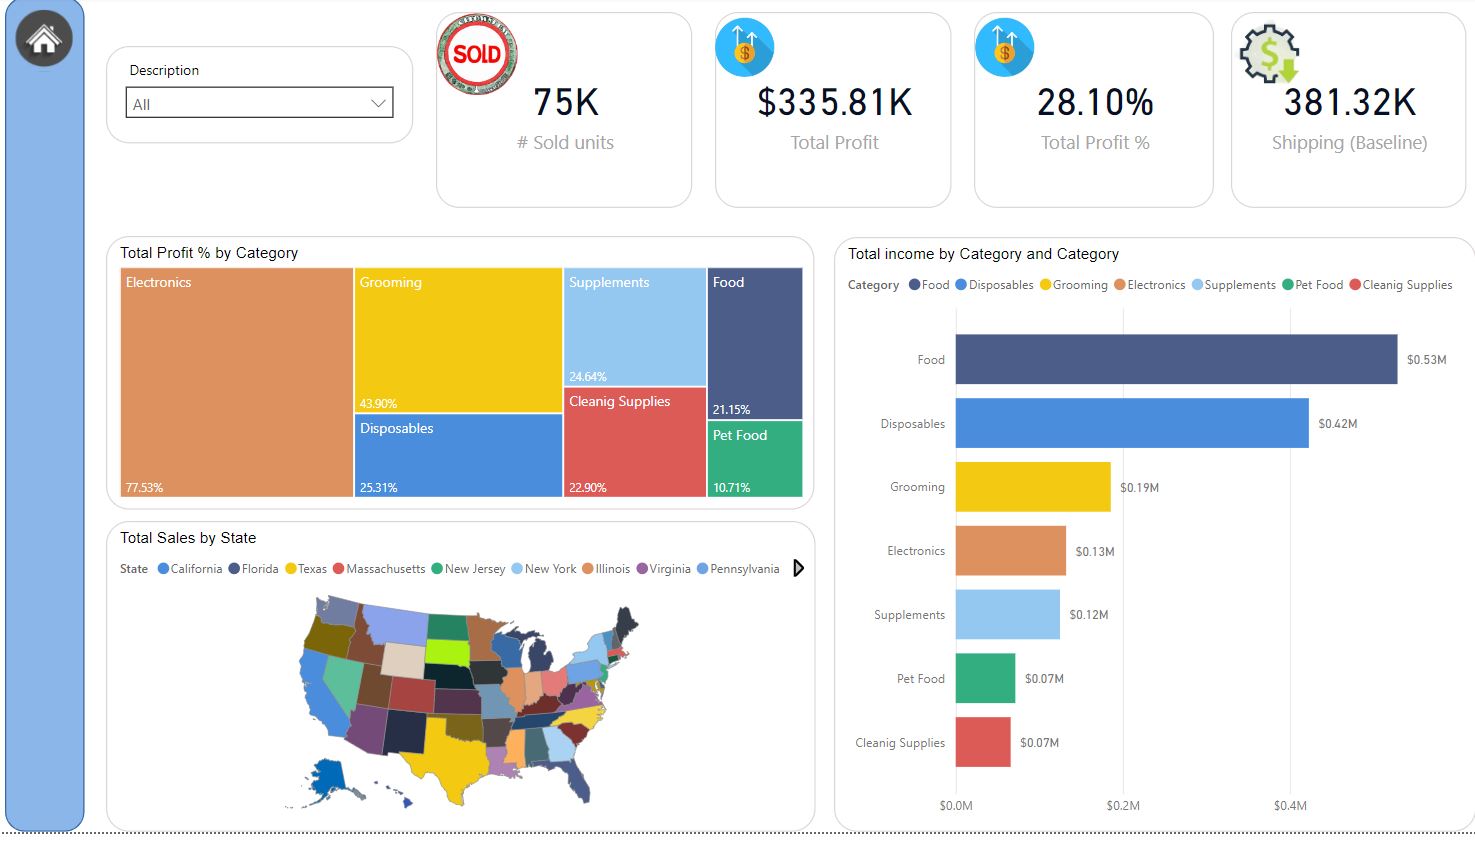 Description
All
SOLD
75K
# Sold units
$
$335.81K
Total Profit
$
28.10%
Total Profit %
$
381.32K
Shipping (Baseline)
Total Profit % by Category
Electronics
77.53%
Grooming
43.90%
Disposables
25.31%
Supplements
24.64%
Cleanig Supplies
22.90%
Food
21.15%
Pet Food
10.71%
Total Sales by State
State California Florida Texas Massachusetts New Jersey New York Illinois Virginia Pennsylvania
Total income by Category and Category
Category Food Disposables Grooming Electronics Supplements Pet Food Cleanig Supplies
Food $0.53M
Disposables $0.42M
Grooming $0.19M
Electronics $0.13M
Supplements $0.12M
Pet Food $0.07M
Cleanig Supplies $0.07M
$0.0M $0.2M $0.4M